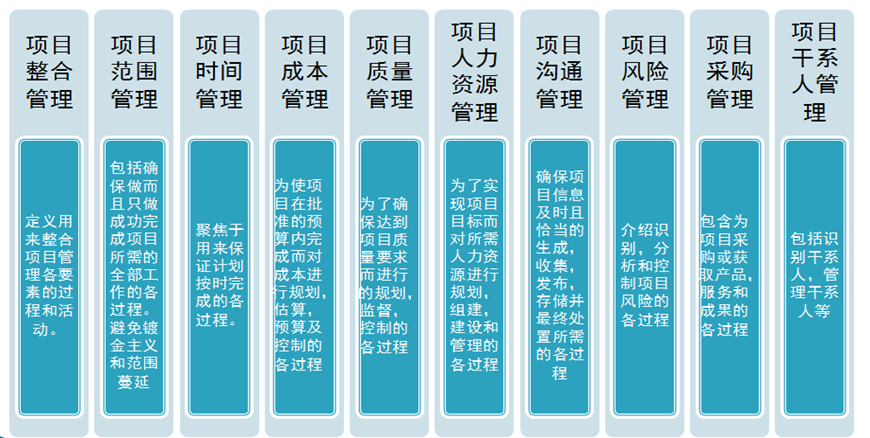 项目
整合
管理
定义用
来整合
项目管
理各要
素的过
程和活
动。
项目
范围
管理
包括确
保做而
且只做
成功完
成项目
所需的
全部工
作的各
过程。
避免镀
金主义
和范围
蔓延
项目
时间
管理
聚焦于
用来保
证计划
按时完
成的各
过程。
项目
成本
管理
为使项
目在批
准的预
算内完
成而对
成本进
行规划，
估算，
预算及
控制的
各过程
项目
质量
管理
为了确
保达到
项目质
量要求
而进行
的规划，
监督，
控制的
各过程
项目
人力
资源
管理
为了实
现项目
目标而
对所需
人力资
源进行
规划，
组建，
建设和
管理的
各过程
项目
沟通
管理
确保项
目信息
及时且
恰当的
生成，
收集，
发布，
存储并
最终处
置所需
的各过
程
项目
风险
管理
介绍识
别，分
析和控
制项目
风险的
各过程
项目
采购
管理
包含为
项目采
购或获
取产品，
服务和
成果的
各过程
项目
干系
人管
理
包括识
别干系
人，管
理干系
人等